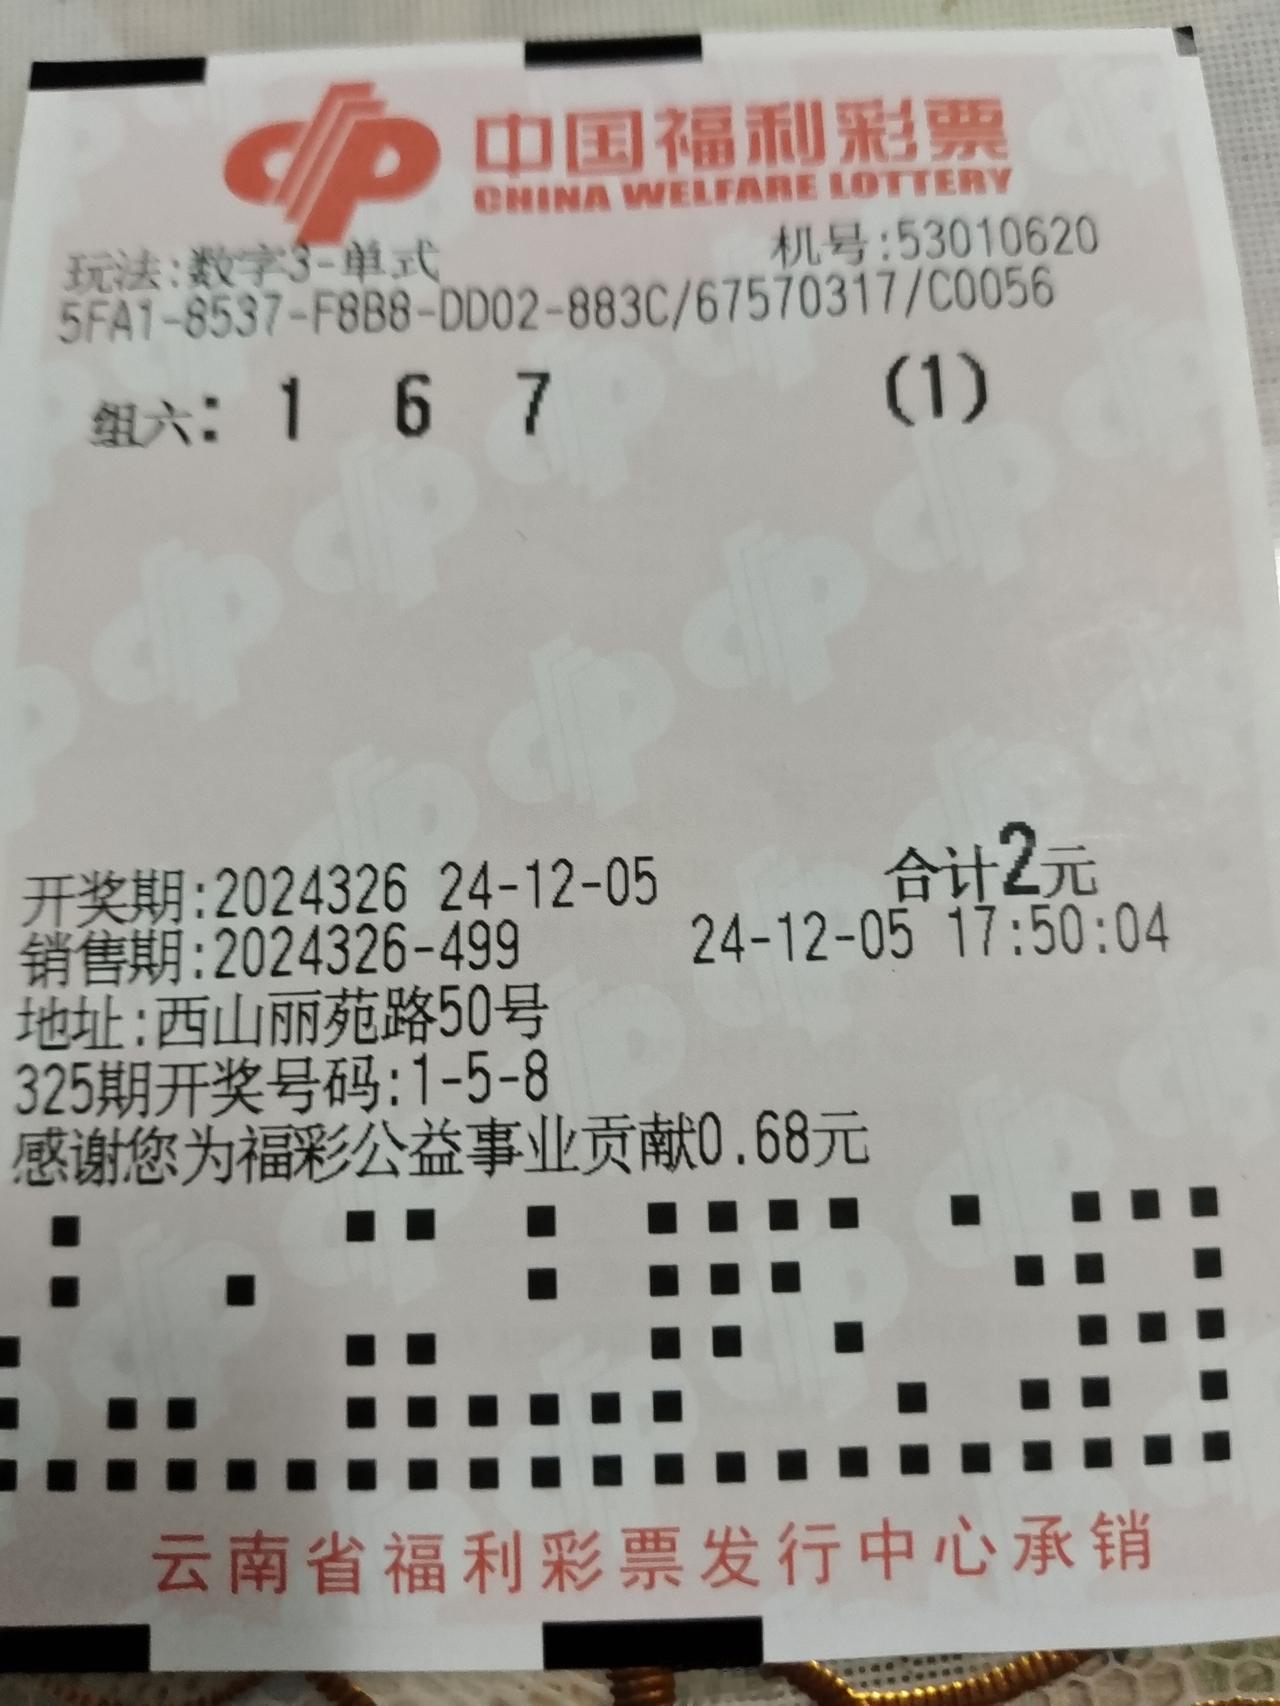 中国福利彩票
CHINA WELFARE LOTTERY
玩法:数字3-单式 机号:53010620
5FA1-8537-F8B8-DD02-883C/67570317/C0056
组六: 1 6 7 (1)
开奖期:2024326 24-12-05 合计2元
销售期:2024326-499 24-12-05 17:50:04
地址:西山丽苑路50号
325期开奖号码:1-5-8
感谢您为福彩公益事业贡献0.68元
云南省福利彩票发行中心承销